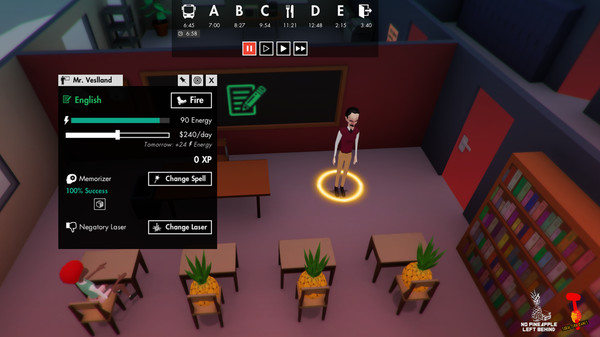 A B C D E
6:45 7:00 8:27 9:54 11:21 12:48 2:15 3:40
6:58
Mr. Veslland
X
English
Fire
90 Energy
$240/day
Tomorrow: +24 Energy
0 XP
Memorizer
Change Spell
100% Success
Negatory Laser
Change Laser
NO PINEAPPLE
LEFT BEHIND